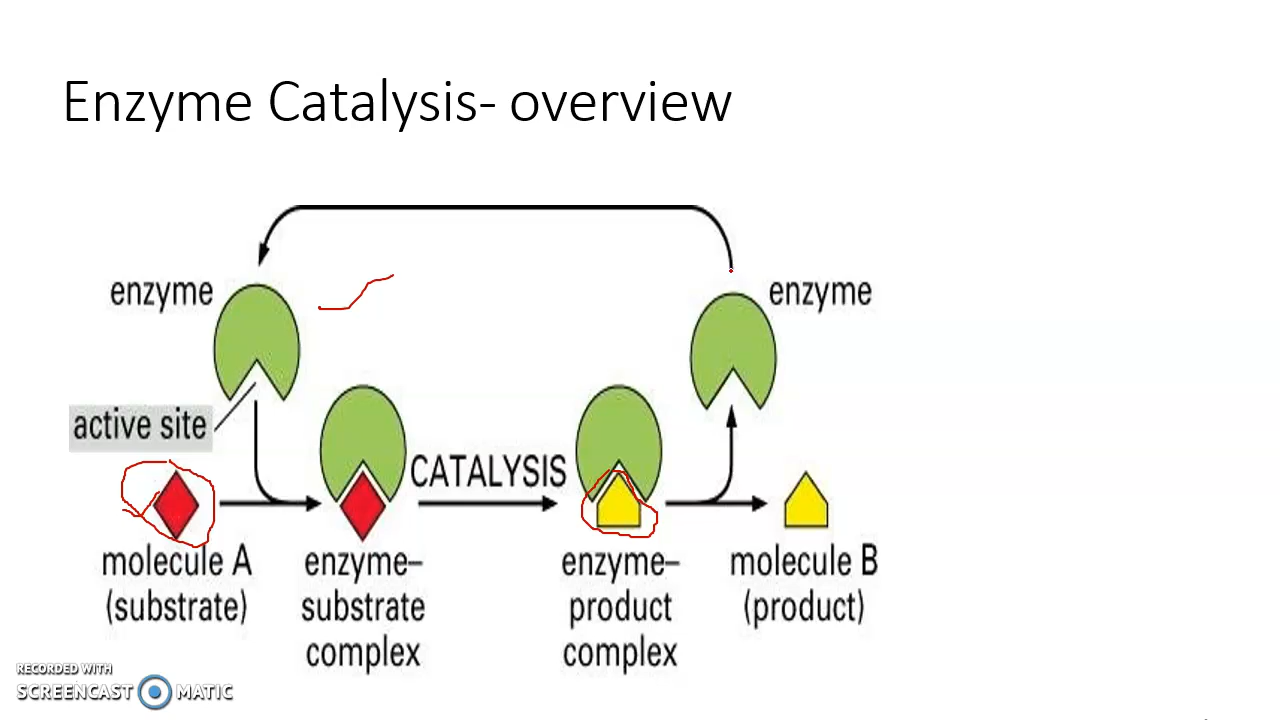 Enzyme Catalysis- overview
enzyme
enzyme
active site
CATALYSIS
molecule A
(substrate)
enzyme–
substrate
complex
enzyme–
product
complex
molecule B
(product)
RECORDED WITH
SCREENCAST MATIC